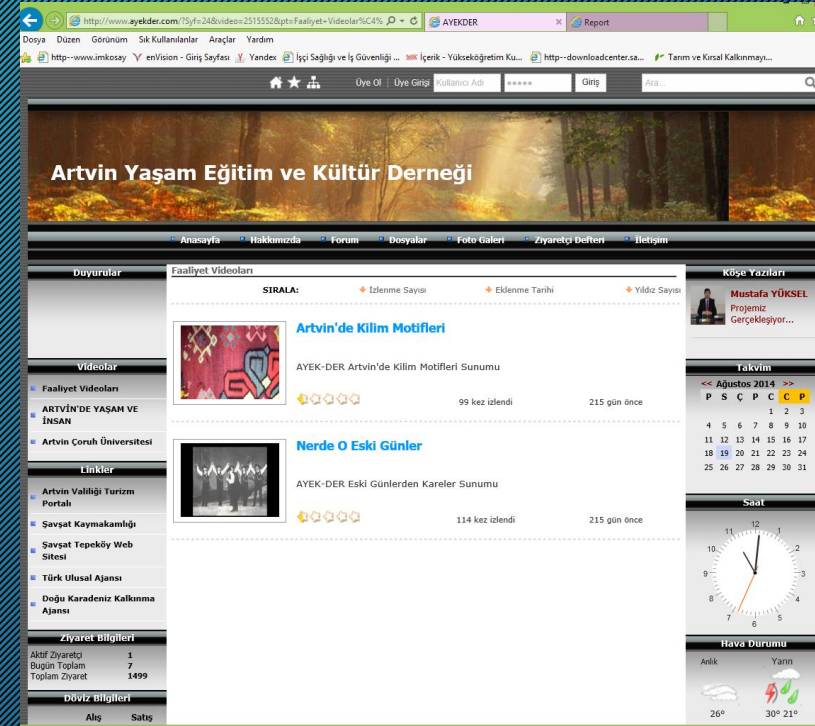 http://www.ayekder.com/?Syf=24&video=2515552&pt=Faaliyet+Videolar%C4%
AYEKDER
Report
Dosya Düzen Görünüm Sık Kullanılanlar Araçlar Yardım
http--www.imkosay
enVision - Giriş Sayfası
Yandex
İşçi Sağlığı ve İş Güvenliği ...
İçerik - Yükseköğretim Ku...
http--downloadcenter.sa...
Tarım ve Kırsal Kalkınmayı...
Üye Ol | Üye Girişi Kullanıcı Adı ••••• Giriş Ara...
Artvin Yaşam Eğitim ve Kültür Derneği
Anasayfa Hakkımızda Forum Dosyalar Foto Galeri Ziyaretçi Defteri İletişim
Duyurular
Videolar
Faaliyet Videoları
ARTVİN'DE YAŞAM VE
İNSAN
Artvin Çoruh Üniversitesi
Linkler
Artvin Valiliği Turizm
Portalı
Şavşat Kaymakamlığı
Şavşat Tepeköy Web
Sitesi
Türk Ulusal Ajansı
Doğu Karadeniz Kalkınma
Ajansı
Ziyaret Bilgileri
Aktif Ziyaretçi 1
Bugün Toplam 7
Toplam Ziyaret 1499
Döviz Bilgileri
Alış Satış
Faaliyet Videoları
SIRALA: İzlenme Sayısı Eklenme Tarihi Yıldız Sayısı
Artvin'de Kilim Motifleri
AYEK-DER Artvin'de Kilim Motifleri Sunumu
99 kez izlendi 215 gün önce
Nerde O Eski Günler
AYEK-DER Eski Günlerden Kareler Sunumu
114 kez izlendi 215 gün önce
Köşe Yazıları
Mustafa YÜKSEL
Projemiz
Gerçekleşiyor...
Takvim
<< Ağustos 2014 >>
P S Ç P C C P
1 2 3
4 5 6 7 8 9 10
11 12 13 14 15 16 17
18 19 20 21 22 23 24
25 26 27 28 29 30 31
Saat
12
11 1
10 2
9 3
8 4
7 5
6
Hava Durumu
Anlık Yarın
26° 30° 21°